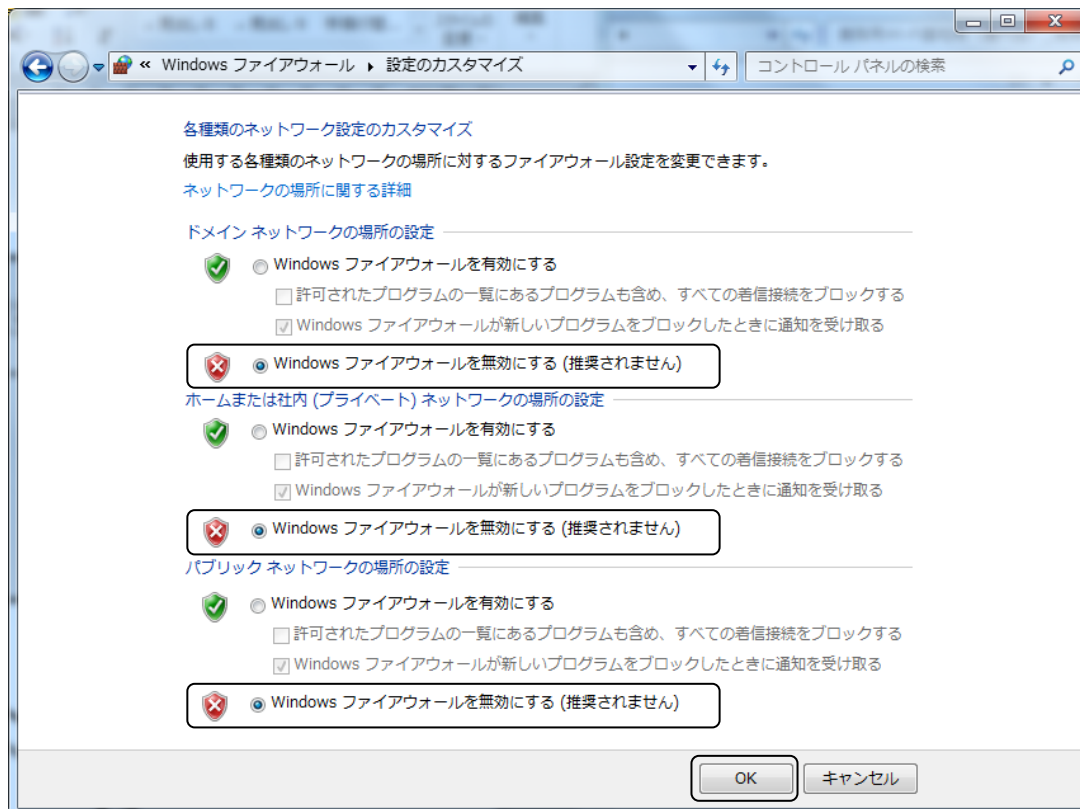 « Windows ファイアウォール ▸ 設定のカスタマイズ
コントロール パネルの検索
各種類のネットワーク設定のカスタマイズ
使用する各種類のネットワークの場所に対するファイアウォール設定を変更できます。
ネットワークの場所に関する詳細
ドメイン ネットワークの場所の設定
Windows ファイアウォールを有効にする
許可されたプログラムの一覧にあるプログラムも含め、すべての着信接続をブロックする
Windows ファイアウォールが新しいプログラムをブロックしたときに通知を受け取る
Windows ファイアウォールを無効にする (推奨されません)
ホームまたは社内 (プライベート) ネットワークの場所の設定
Windows ファイアウォールを有効にする
許可されたプログラムの一覧にあるプログラムも含め、すべての着信接続をブロックする
Windows ファイアウォールが新しいプログラムをブロックしたときに通知を受け取る
Windows ファイアウォールを無効にする (推奨されません)
パブリック ネットワークの場所の設定
Windows ファイアウォールを有効にする
許可されたプログラムの一覧にあるプログラムも含め、すべての着信接続をブロックする
Windows ファイアウォールが新しいプログラムをブロックしたときに通知を受け取る
Windows ファイアウォールを無効にする (推奨されません)
OK
キャンセル